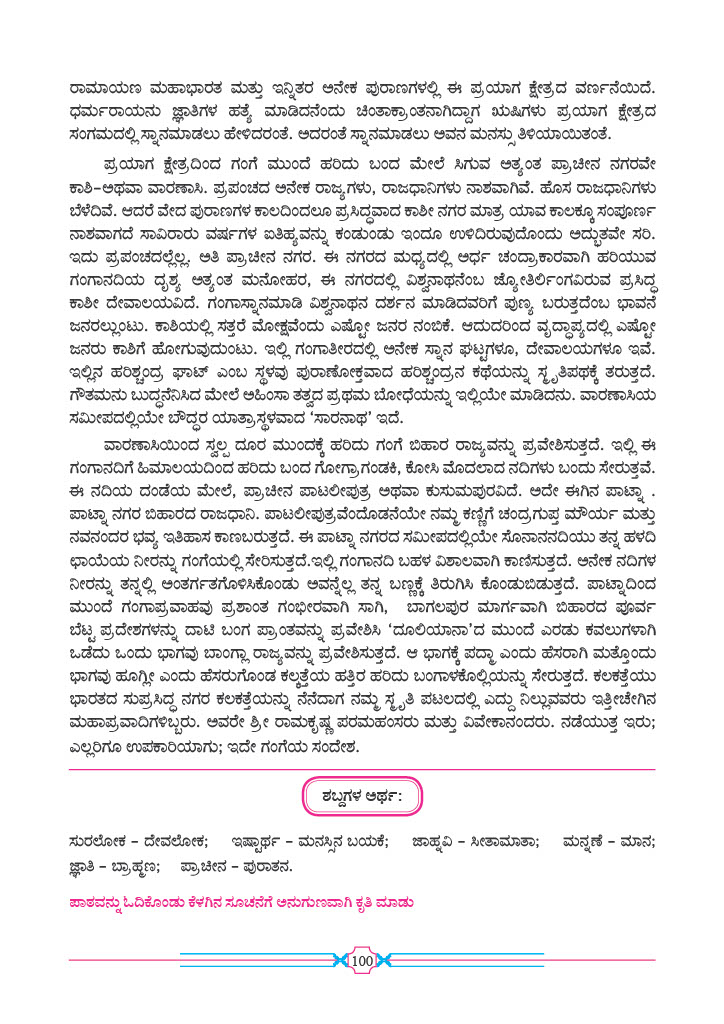 ರಾಮಾಯಣ ಮಹಾಭಾರತ ಮತ್ತು ಇನ್ನಿತರ ಅನೇಕ ಪುರಾಣಗಳಲ್ಲಿ ಈ ಪ್ರಯಾಗ ಕ್ಷೇತ್ರದ ವರ್ಣನೆಯಿದೆ.
ಧರ್ಮರಾಯನು ಜ್ಞಾತಿಗಳ ಹತ್ಯೆ ಮಾಡಿದನೆಂದು ಚಿಂತಾಕ್ರಾಂತನಾಗಿದ್ದಾಗ ಋಷಿಗಳು ಪ್ರಯಾಗ ಕ್ಷೇತ್ರದ
ಸಂಗಮದಲ್ಲಿ ಸ್ನಾನಮಾಡಲು ಹೇಳಿದರಂತೆ. ಅದರಂತೆ ಸ್ನಾನಮಾಡಲು ಅವನ ಮನಸ್ಸು ತಿಳಿಯಾಯಿತಂತೆ.
ಪ್ರಯಾಗ ಕ್ಷೇತ್ರದಿಂದ ಗಂಗೆ ಮುಂದೆ ಹರಿದು ಬಂದ ಮೇಲೆ ಸಿಗುವ ಅತ್ಯಂತ ಪ್ರಾಚೀನ ನಗರವೇ
ಕಾಶಿ-ಅಥವಾ ವಾರಣಾಸಿ. ಪ್ರಪಂಚದ ಅನೇಕ ರಾಜ್ಯಗಳು, ರಾಜಧಾನಿಗಳು ನಾಶವಾಗಿವೆ. ಹೊಸ ರಾಜಧಾನಿಗಳು
ಬೆಳೆದಿವೆ. ಆದರೆ ವೇದ ಪುರಾಣಗಳ ಕಾಲದಿಂದಲೂ ಪ್ರಸಿದ್ಧವಾದ ಕಾಶೀ ನಗರ ಮಾತ್ರ ಯಾವ ಕಾಲಕ್ಕೂ ಸಂಪೂರ್ಣ
ನಾಶವಾಗದೆ ಸಾವಿರಾರು ವರ್ಷಗಳ ಐತಿಹ್ಯವನ್ನು ಕಂಡುಂಡು ಇಂದೂ ಉಳಿದಿರುವುದೊಂದು ಅದ್ಭುತವೇ ಸರಿ.
ಇದು ಪ್ರಪಂಚದಲ್ಲೆಲ್ಲ. ಅತಿ ಪ್ರಾಚೀನ ನಗರ. ಈ ನಗರದ ಮಧ್ಯದಲ್ಲಿ ಅರ್ಧ ಚಂದ್ರಾಕಾರವಾಗಿ ಹರಿಯುವ
ಗಂಗಾನದಿಯ ದೃಶ್ಯ ಅತ್ಯಂತ ಮನೋಹರ, ಈ ನಗರದಲ್ಲಿ ವಿಶ್ವನಾಥನೆಂಬ ಜ್ಯೋತಿರ್ಲಿಂಗವಿರುವ ಪ್ರಸಿದ್ಧ
ಕಾಶೀ ದೇವಾಲಯವಿದೆ. ಗಂಗಾಸ್ನಾನಮಾಡಿ ವಿಶ್ವನಾಥನ ದರ್ಶನ ಮಾಡಿದವರಿಗೆ ಪುಣ್ಯ ಬರುತ್ತದೆಂಬ ಭಾವನೆ
ಜನರಲ್ಲುಂಟು. ಕಾಶಿಯಲ್ಲಿ ಸತ್ತರೆ ಮೋಕ್ಷವೆಂದು ಎಷ್ಟೋ ಜನರ ನಂಬಿಕೆ. ಆದುದರಿಂದ ವೃದ್ಧಾಪ್ಯದಲ್ಲಿ ಎಷ್ಟೋ
ಜನರು ಕಾಶಿಗೆ ಹೋಗುವುದುಂಟು. ಇಲ್ಲಿ ಗಂಗಾತೀರದಲ್ಲಿ ಅನೇಕ ಸ್ನಾನ ಘಟ್ಟಗಳೂ, ದೇವಾಲಯಗಳೂ ಇವೆ.
ಇಲ್ಲಿನ ಹರಿಶ್ಚಂದ್ರ ಘಾಟ್ ಎಂಬ ಸ್ಥಳವು ಪುರಾಣೋಕ್ತವಾದ ಹರಿಶ್ಚಂದ್ರನ ಕಥೆಯನ್ನು ಸ್ಮೃತಿಪಥಕ್ಕೆ ತರುತ್ತದೆ.
ಗೌತಮನು ಬುದ್ಧನೆನಿಸಿದ ಮೇಲೆ ಅಹಿಂಸಾ ತತ್ವದ ಪ್ರಥಮ ಬೋಧೆಯನ್ನು ಇಲ್ಲಿಯೇ ಮಾಡಿದನು. ವಾರಣಾಸಿಯ
ಸಮೀಪದಲ್ಲಿಯೇ ಬೌದ್ಧರ ಯಾತ್ರಾಸ್ಥಳವಾದ ‘ಸಾರನಾಥ’ ಇದೆ.
ವಾರಣಾಸಿಯಿಂದ ಸ್ವಲ್ಪ ದೂರ ಮುಂದಕ್ಕೆ ಹರಿದು ಗಂಗೆ ಬಿಹಾರ ರಾಜ್ಯವನ್ನು ಪ್ರವೇಶಿಸುತ್ತದೆ. ಇಲ್ಲಿ ಈ
ಗಂಗಾನದಿಗೆ ಹಿಮಾಲಯದಿಂದ ಹರಿದು ಬಂದ ಗೋಗ್ರಾಗಂಡಕಿ, ಕೋಸಿ ಮೊದಲಾದ ನದಿಗಳು ಬಂದು ಸೇರುತ್ತವೆ.
ಈ ನದಿಯ ದಂಡೆಯ ಮೇಲೆ, ಪ್ರಾಚೀನ ಪಾಟಲೀಪುತ್ರ ಅಥವಾ ಕುಸುಮಪುರವಿದೆ. ಅದೇ ಈಗಿನ ಪಾಟ್ನಾ .
ಪಾಟ್ನಾ ನಗರ ಬಿಹಾರದ ರಾಜಧಾನಿ. ಪಾಟಲೀಪುತ್ರವೆಂದೊಡನೆಯೇ ನಮ್ಮ ಕಣ್ಣಿಗೆ ಚಂದ್ರಗುಪ್ತ ಮೌರ್ಯ ಮತ್ತು
ನವನಂದರ ಭವ್ಯ ಇತಿಹಾಸ ಕಾಣಬರುತ್ತದೆ. ಈ ಪಾಟ್ನಾ ನಗರದ ಸಮೀಪದಲ್ಲಿಯೇ ಸೊನಾನದಿಯು ತನ್ನ ಹಳದಿ
ಛಾಯೆಯ ನೀರನ್ನು ಗಂಗೆಯಲ್ಲಿ ಸೇರಿಸುತ್ತದೆ.ಇಲ್ಲಿ ಗಂಗಾನದಿ ಬಹಳ ವಿಶಾಲವಾಗಿ ಕಾಣಿಸುತ್ತದೆ. ಅನೇಕ ನದಿಗಳ
ನೀರನ್ನು ತನ್ನಲ್ಲಿ ಅಂತರ್ಗತಗೊಳಿಸಿಕೊಂಡು ಅವನ್ನೆಲ್ಲ ತನ್ನ ಬಣ್ಣಕ್ಕೆ ತಿರುಗಿಸಿ ಕೊಂಡುಬಿಡುತ್ತದೆ. ಪಾಟ್ನಾದಿಂದ
ಮುಂದೆ ಗಂಗಾಪ್ರವಾಹವು ಪ್ರಶಾಂತ ಗಂಭೀರವಾಗಿ ಸಾಗಿ, ಬಾಗಲಪುರ ಮಾರ್ಗವಾಗಿ ಬಿಹಾರದ ಪೂರ್ವ
ಬೆಟ್ಟ ಪ್ರದೇಶಗಳನ್ನು ದಾಟಿ ಬಂಗ ಪ್ರಾಂತವನ್ನು ಪ್ರವೇಶಿಸಿ ‘ದೂಲಿಯಾನಾ’ದ ಮುಂದೆ ಎರಡು ಕವಲುಗಳಾಗಿ
ಒಡೆದು ಒಂದು ಭಾಗವು ಬಾಂಗ್ಲಾ ರಾಜ್ಯವನ್ನು ಪ್ರವೇಶಿಸುತ್ತದೆ. ಆ ಭಾಗಕ್ಕೆ ಪದ್ಮಾ ಎಂದು ಹೆಸರಾಗಿ ಮತ್ತೊಂದು
ಭಾಗವು ಹೂಗ್ಲೀ ಎಂದು ಹೆಸರುಗೊಂಡ ಕಲ್ಕತ್ತೆಯ ಹತ್ತಿರ ಹರಿದು ಬಂಗಾಳಕೊಲ್ಲಿಯನ್ನು ಸೇರುತ್ತದೆ. ಕಲಕತ್ತೆಯು
ಭಾರತದ ಸುಪ್ರಸಿದ್ಧ ನಗರ ಕಲಕತ್ತೆಯನ್ನು ನೆನೆದಾಗ ನಮ್ಮ ಸ್ಮೃತಿ ಪಟಲದಲ್ಲಿ ಎದ್ದು ನಿಲ್ಲುವವರು ಇತ್ತೀಚೇಗಿನ
ಮಹಾಪ್ರವಾದಿಗಳಿಬ್ಬರು. ಅವರೇ ಶ್ರೀ ರಾಮಕೃಷ್ಣ ಪರಮಹಂಸರು ಮತ್ತು ವಿವೇಕಾನಂದರು. ನಡೆಯುತ್ತ ಇರು;
ಎಲ್ಲರಿಗೂ ಉಪಕಾರಿಯಾಗು; ಇದೇ ಗಂಗೆಯ ಸಂದೇಶ.
ಶಬ್ದಗಳ ಅರ್ಥ:
ಸುರಲೋಕ – ದೇವಲೋಕ; ಇಷ್ಟಾರ್ಥ – ಮನಸ್ಸಿನ ಬಯಕೆ; ಜಾಹ್ನವಿ – ಸೀತಾಮಾತಾ; ಮನ್ನಣೆ – ಮಾನ;
ಜ್ಞಾತಿ – ಬ್ರಾಹ್ಮಣ; ಪ್ರಾಚೀನ – ಪುರಾತನ.
ಪಾಠವನ್ನು ಓದಿಕೊಂಡು ಕೆಳಗಿನ ಸೂಚನೆಗೆ ಅನುಗುಣವಾಗಿ ಕೃತಿ ಮಾಡು
100